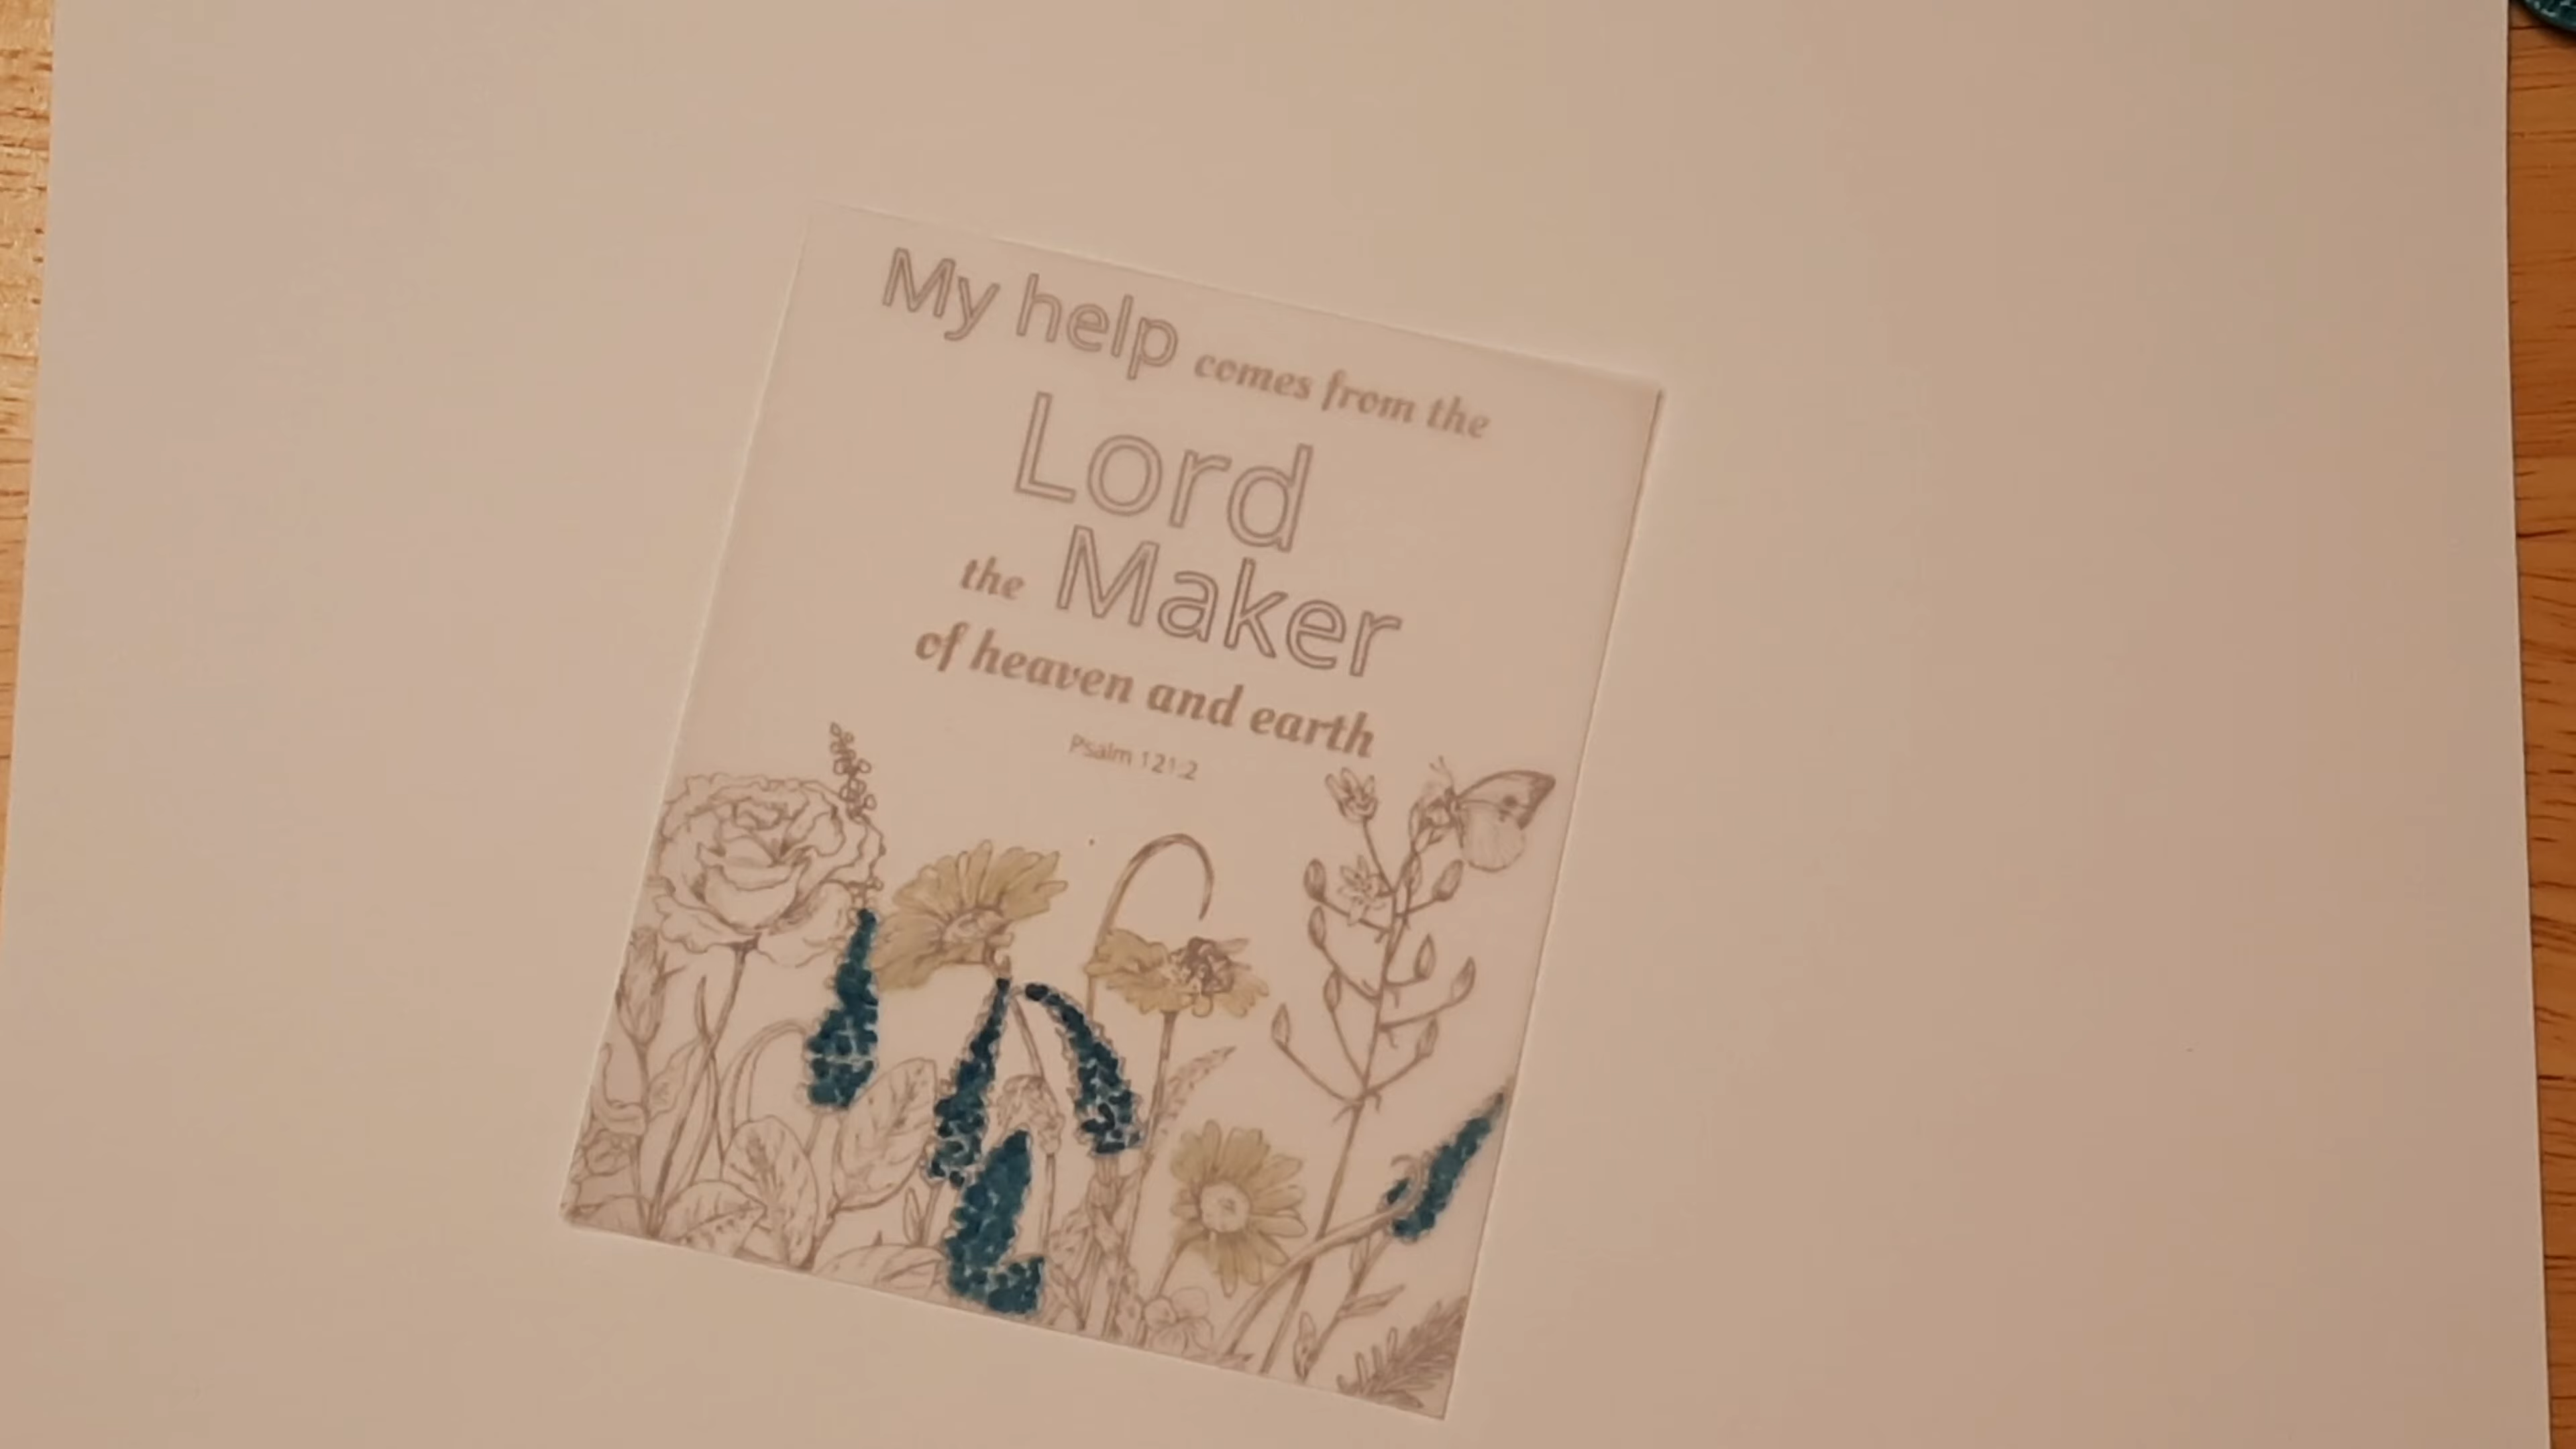 My help comes from the
Lord
the Maker
of heaven and earth
Psalm 121:2